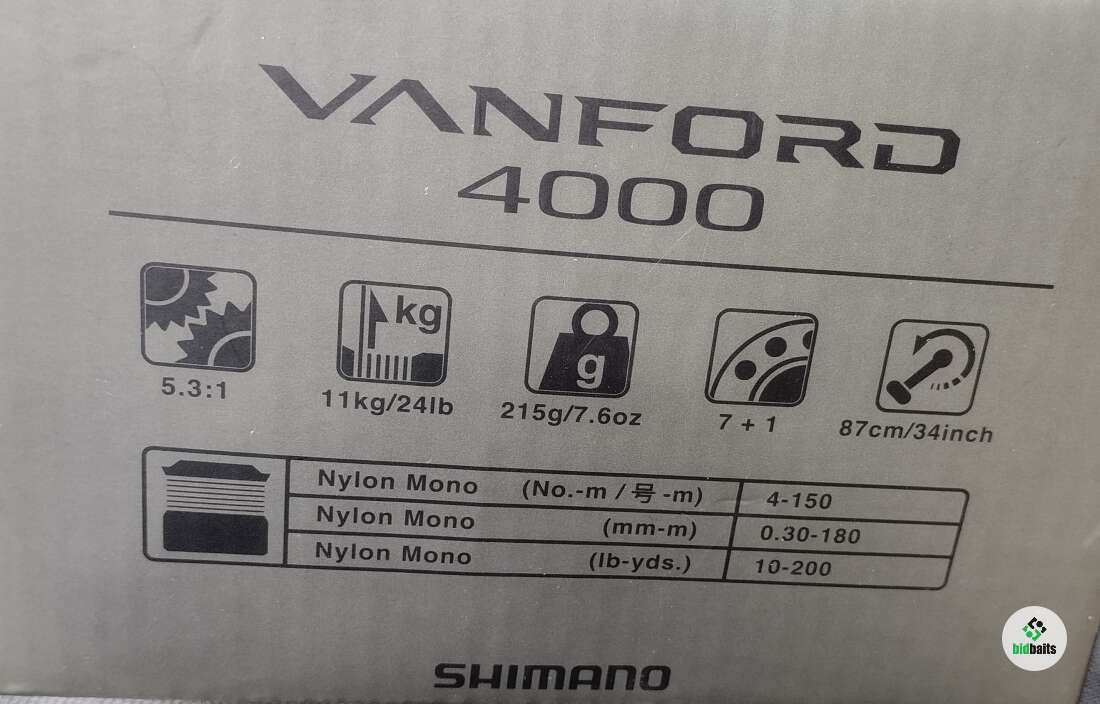 VANFORD
4000
kg
g
5.3:1
11kg/24lb
215g/7.6oz
7 + 1
87cm/34inch
Nylon Mono (No.-m / 号 -m) 4-150
Nylon Mono (mm-m) 0.30-180
Nylon Mono (lb-yds.) 10-200
SHIMANO
bidbaits